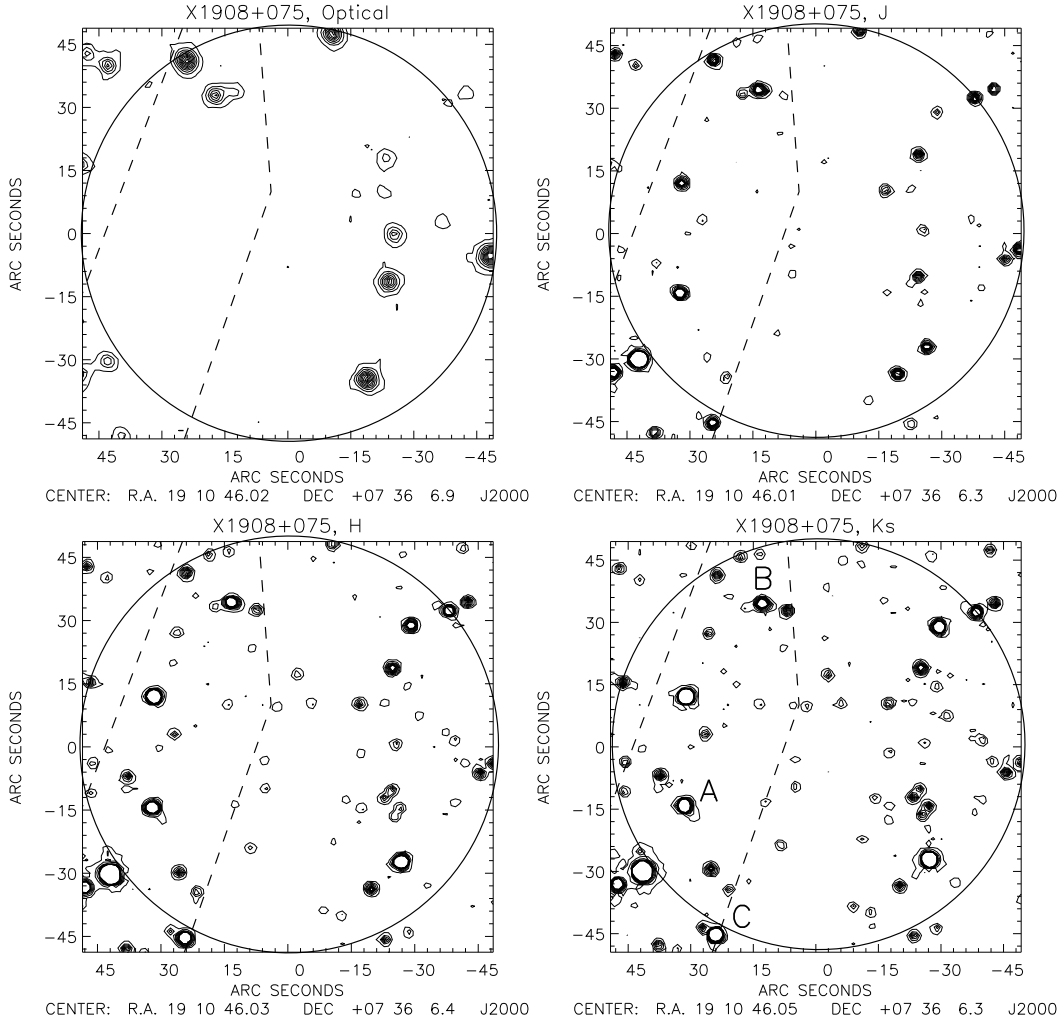 X1908+075, Optical
45
30
15
0
−15
−30
−45
ARC SECONDS
45 30 15 0 −15 −30 −45
ARC SECONDS
CENTER: R.A. 19 10 46.02 DEC +07 36 6.9 J2000
X1908+075, J
45
30
15
0
−15
−30
−45
ARC SECONDS
45 30 15 0 −15 −30 −45
ARC SECONDS
CENTER: R.A. 19 10 46.01 DEC +07 36 6.3 J2000
X1908+075, H
45
30
15
0
−15
−30
−45
ARC SECONDS
45 30 15 0 −15 −30 −45
ARC SECONDS
CENTER: R.A. 19 10 46.03 DEC +07 36 6.4 J2000
X1908+075, Ks
B
A
C
45
30
15
0
−15
−30
−45
ARC SECONDS
45 30 15 0 −15 −30 −45
ARC SECONDS
CENTER: R.A. 19 10 46.05 DEC +07 36 6.3 J2000